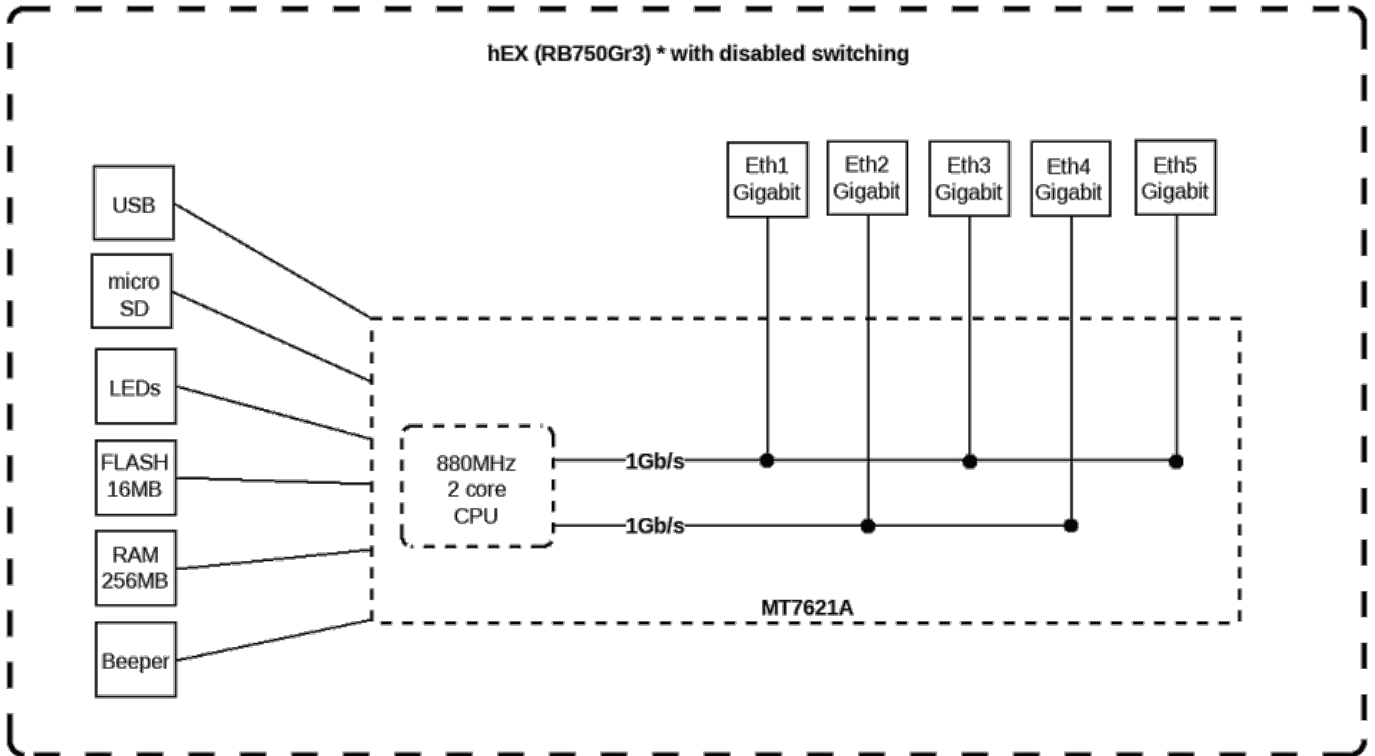 hEX (RB750Gr3) * with disabled switching
Eth1
Gigabit
Eth2
Gigabit
Eth3
Gigabit
Eth4
Gigabit
Eth5
Gigabit
USB
micro
SD
LEDs
FLASH
16MB
RAM
256MB
Beeper
880MHz
2 core
CPU
1Gb/s
1Gb/s
MT7621A